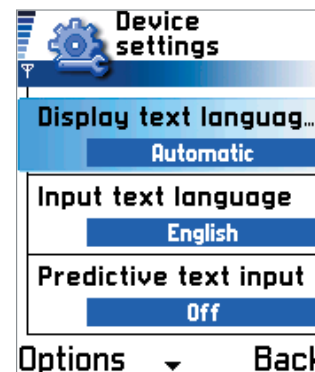 Device
settings
Display text languag...
Automatic
Input text language
English
Predictive text input
Off
Options Back